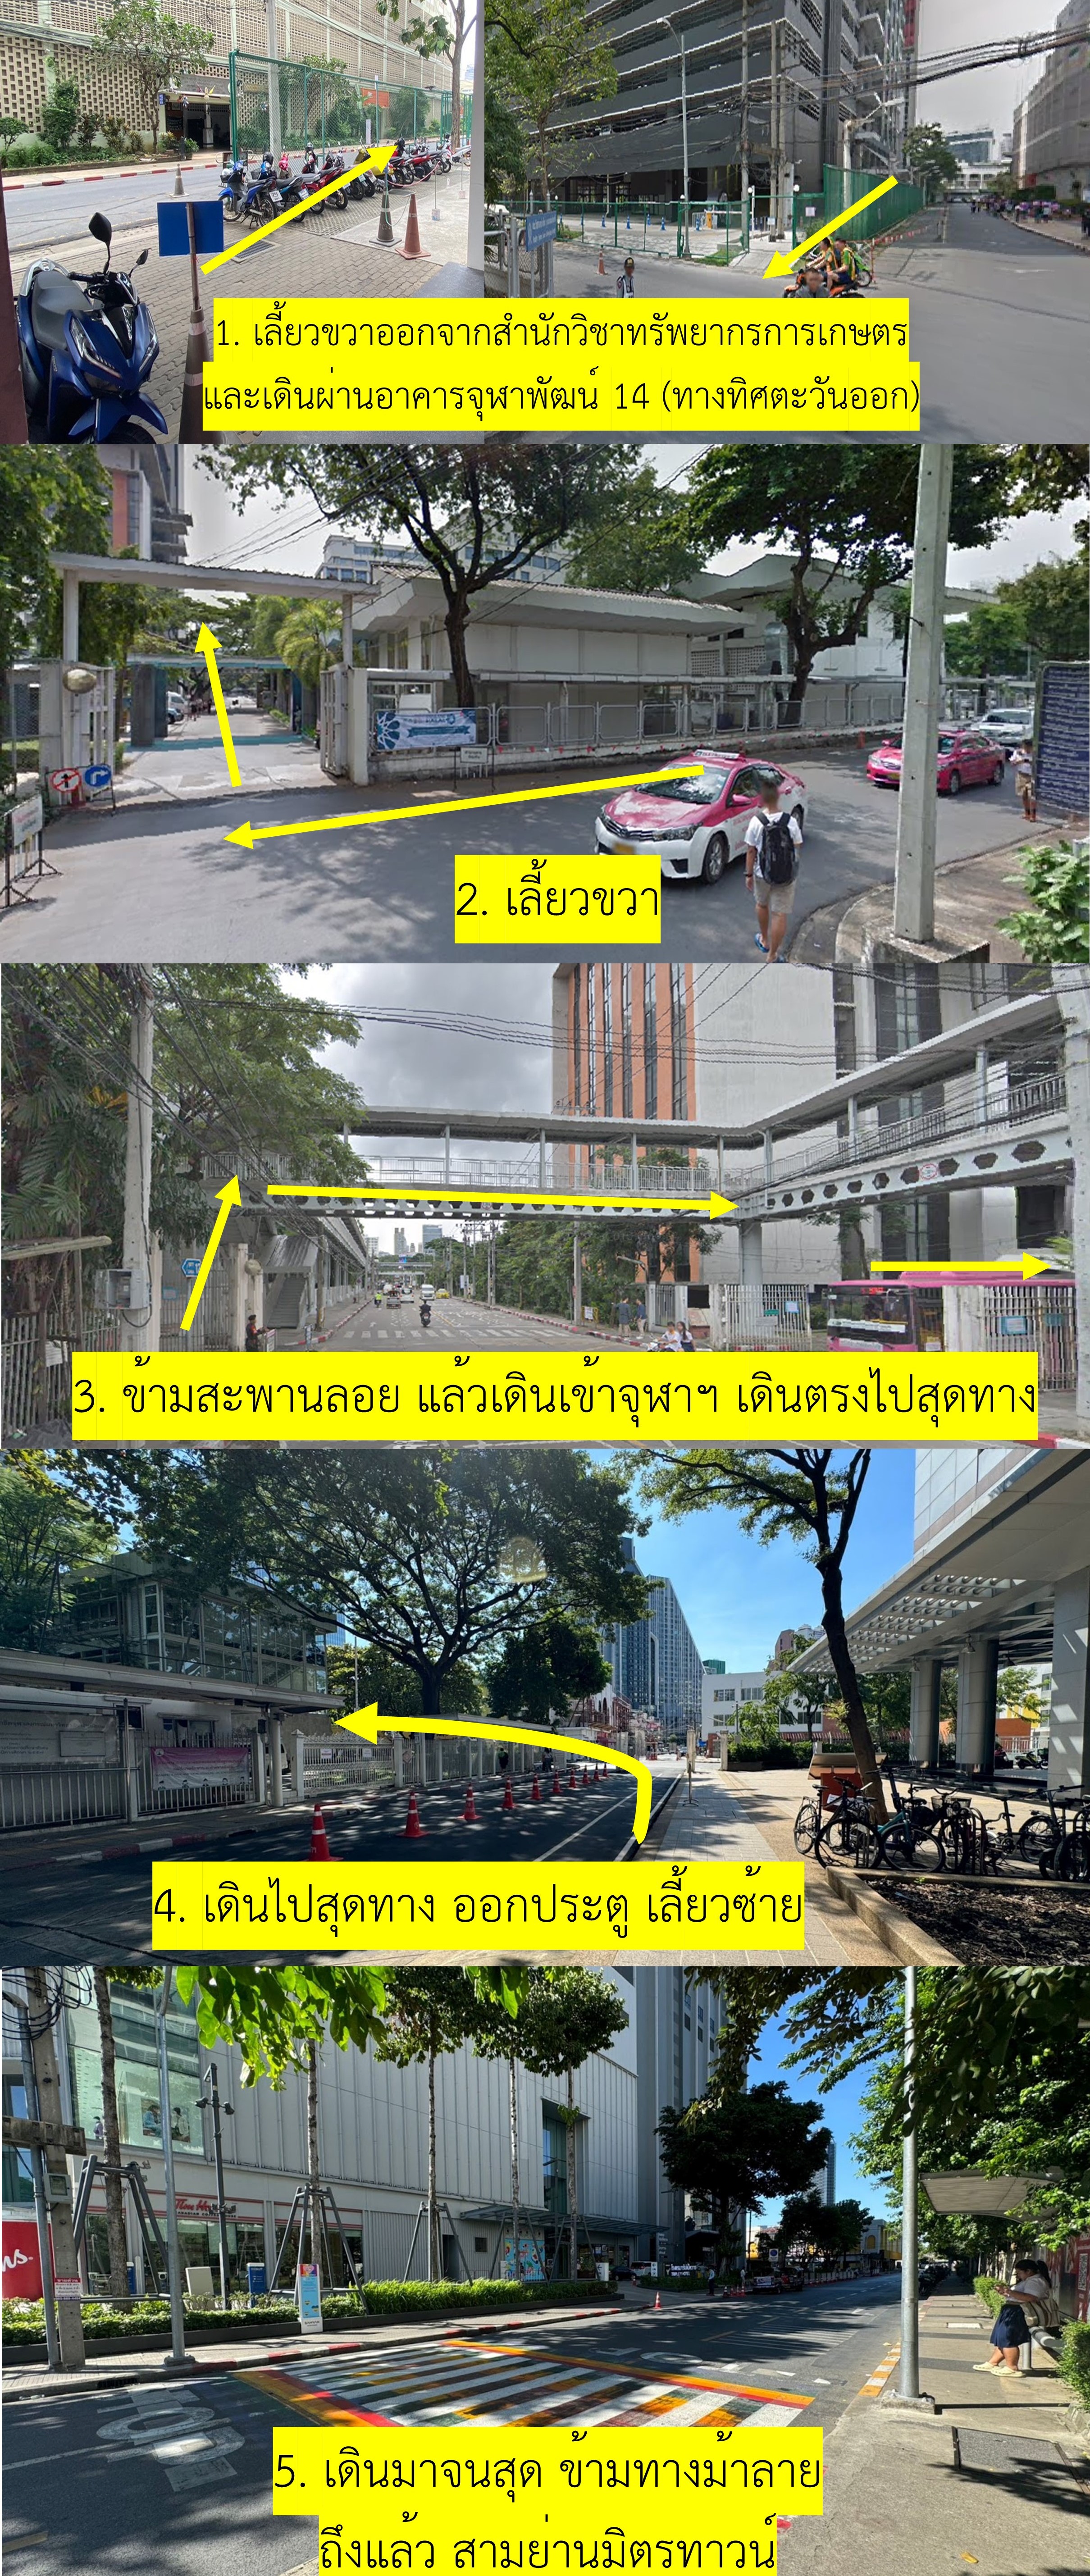 1. เลี้ยวขวาออกจากสำนักวิชาทรัพยากรการเกษตร
และเดินผ่านอาคารจุฬาพัฒน์ 14 (ทางทิศตะวันออก)
2. เลี้ยวขวา
3. ข้ามสะพานลอย แล้วเดินเข้าจุฬาฯ เดินตรงไปสุดทาง
4. เดินไปสุดทาง ออกประตู เลี้ยวซ้าย
5. เดินมาจนสุด ข้ามทางม้าลาย
ถึงแล้ว สามย่านมิตรทาวน์